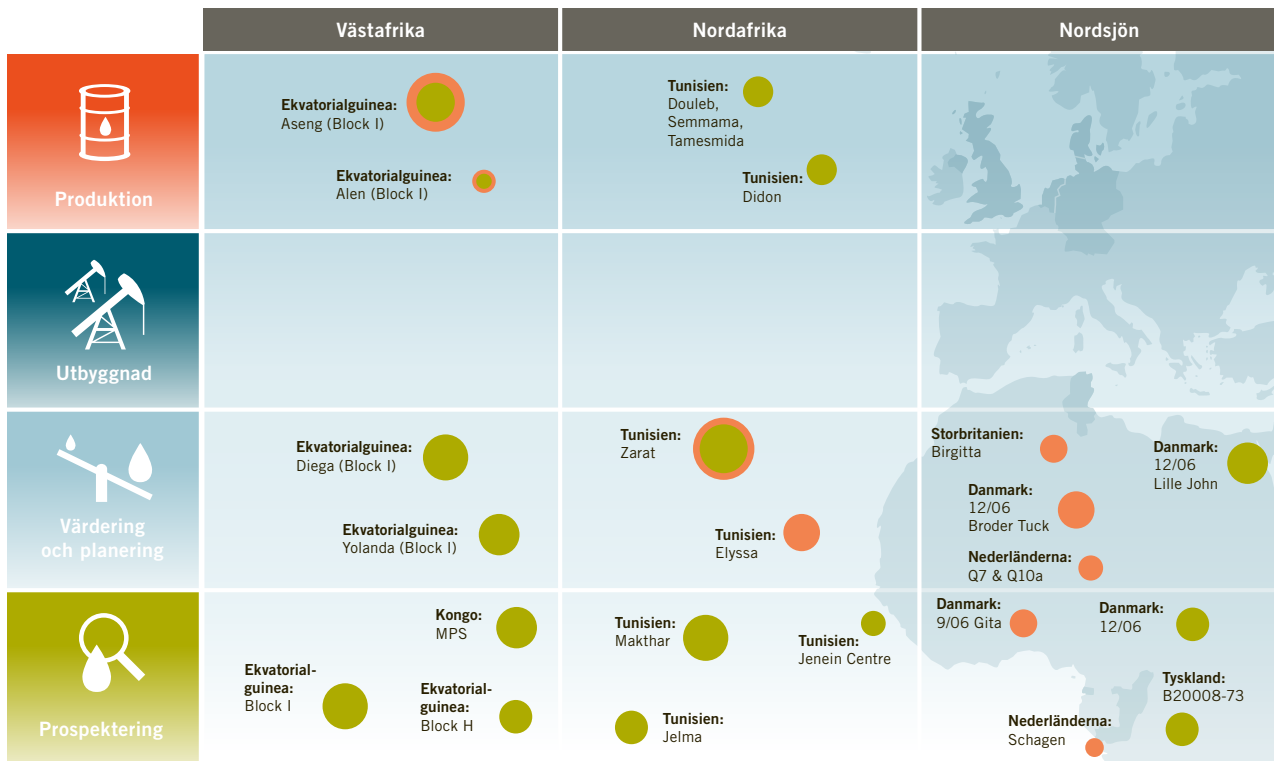 Västafrika
Nordafrika
Nordsjön
Produktion
Ekvatorialguinea:
Aseng (Block I)
Ekvatorialguinea:
Alen (Block I)
Tunisien:
Douleb,
Semmama,
Tamesmida
Tunisien:
Didon
Utbyggnad
Värdering
och planering
Ekvatorialguinea:
Diega (Block I)
Ekvatorialguinea:
Yolanda (Block I)
Tunisien:
Zarat
Tunisien:
Elyssa
Storbritanien:
Birgitta
Danmark:
12/06
Lille John
Danmark:
12/06
Broder Tuck
Nederländerna:
Q7 & Q10a
Prospektering
Kongo:
MPS
Ekvatorial-
guinea:
Block I
Ekvatorial-
guinea:
Block H
Tunisien:
Makthar
Tunisien:
Jenein Centre
Tunisien:
Jelma
Danmark:
9/06 Gita
Danmark:
12/06
Tyskland:
B20008-73
Nederländerna:
Schagen